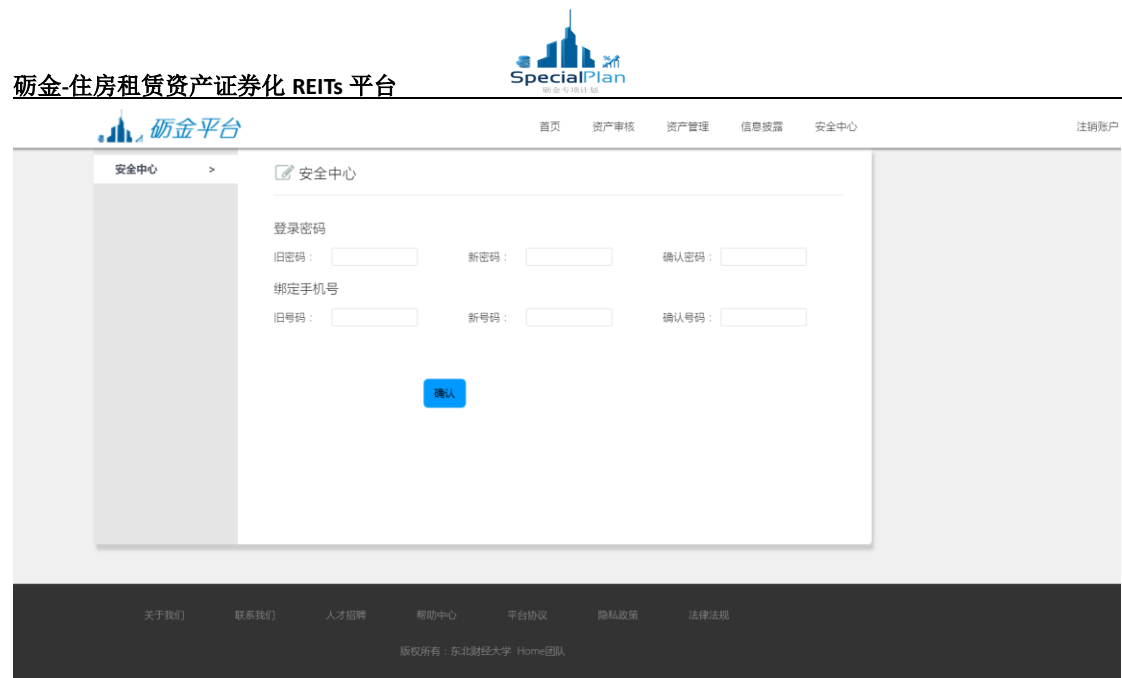 SpecialPlan
砺金专项计划
砺金-住房租赁资产证券化 REITs 平台
砺金平台 首页 资产审核 资产管理 信息披露 安全中心 注销账户
安全中心 >
安全中心
登录密码
旧密码： 新密码： 确认密码：
绑定手机号
旧号码： 新号码： 确认号码：
确认
关于我们 联系我们 人才招聘 帮助中心 平台协议 隐私政策 法律法规
版权所有：东北财经大学 Home团队